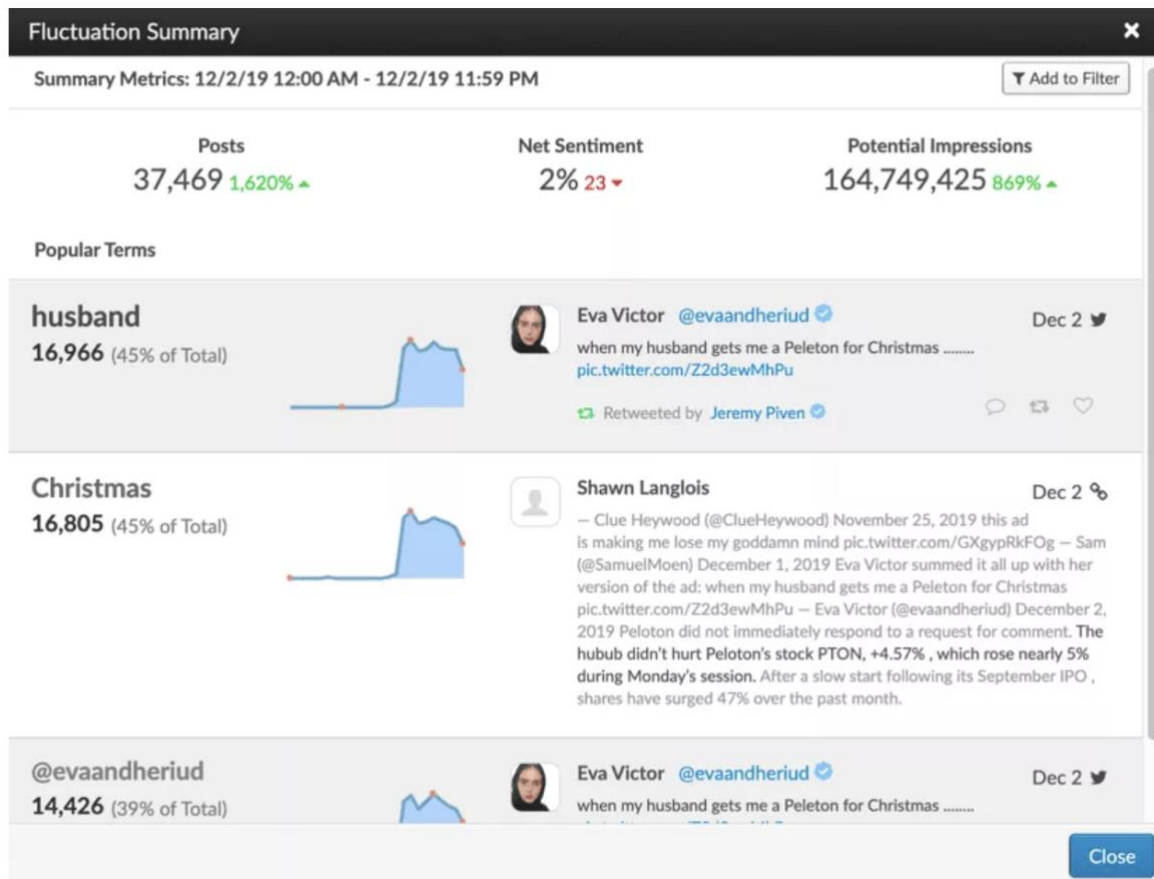 Fluctuation Summary
Summary Metrics: 12/2/19 12:00 AM - 12/2/19 11:59 PM
Add to Filter
Posts
37,469 1,620%
Net Sentiment
2% 23
Potential Impressions
164,749,425 869%
Popular Terms
husband
16,966 (45% of Total)
Eva Victor @evaandheriud
Dec 2
when my husband gets me a Peleton for Christmas ........
pic.twitter.com/Z2d3ewMhPu
Retweeted by Jeremy Piven
Christmas
16,805 (45% of Total)
Shawn Langlois
Dec 2
— Clue Heywood (@ClueHeywood) November 25, 2019 this ad
is making me lose my goddamn mind pic.twitter.com/GXgypRkFOg — Sam
(@SamuelMoen) December 1, 2019 Eva Victor summed it all up with her
version of the ad: when my husband gets me a Peleton for Christmas
pic.twitter.com/Z2d3ewMhPu — Eva Victor (@evaandheriud) December 2,
2019 Peloton did not immediately respond to a request for comment. The
hubub didn't hurt Peloton's stock PTON, +4.57% , which rose nearly 5%
during Monday's session. After a slow start following its September IPO ,
shares have surged 47% over the past month.
@evaandheriud
14,426 (39% of Total)
Eva Victor @evaandheriud
Dec 2
when my husband gets me a Peleton for Christmas ........
Close